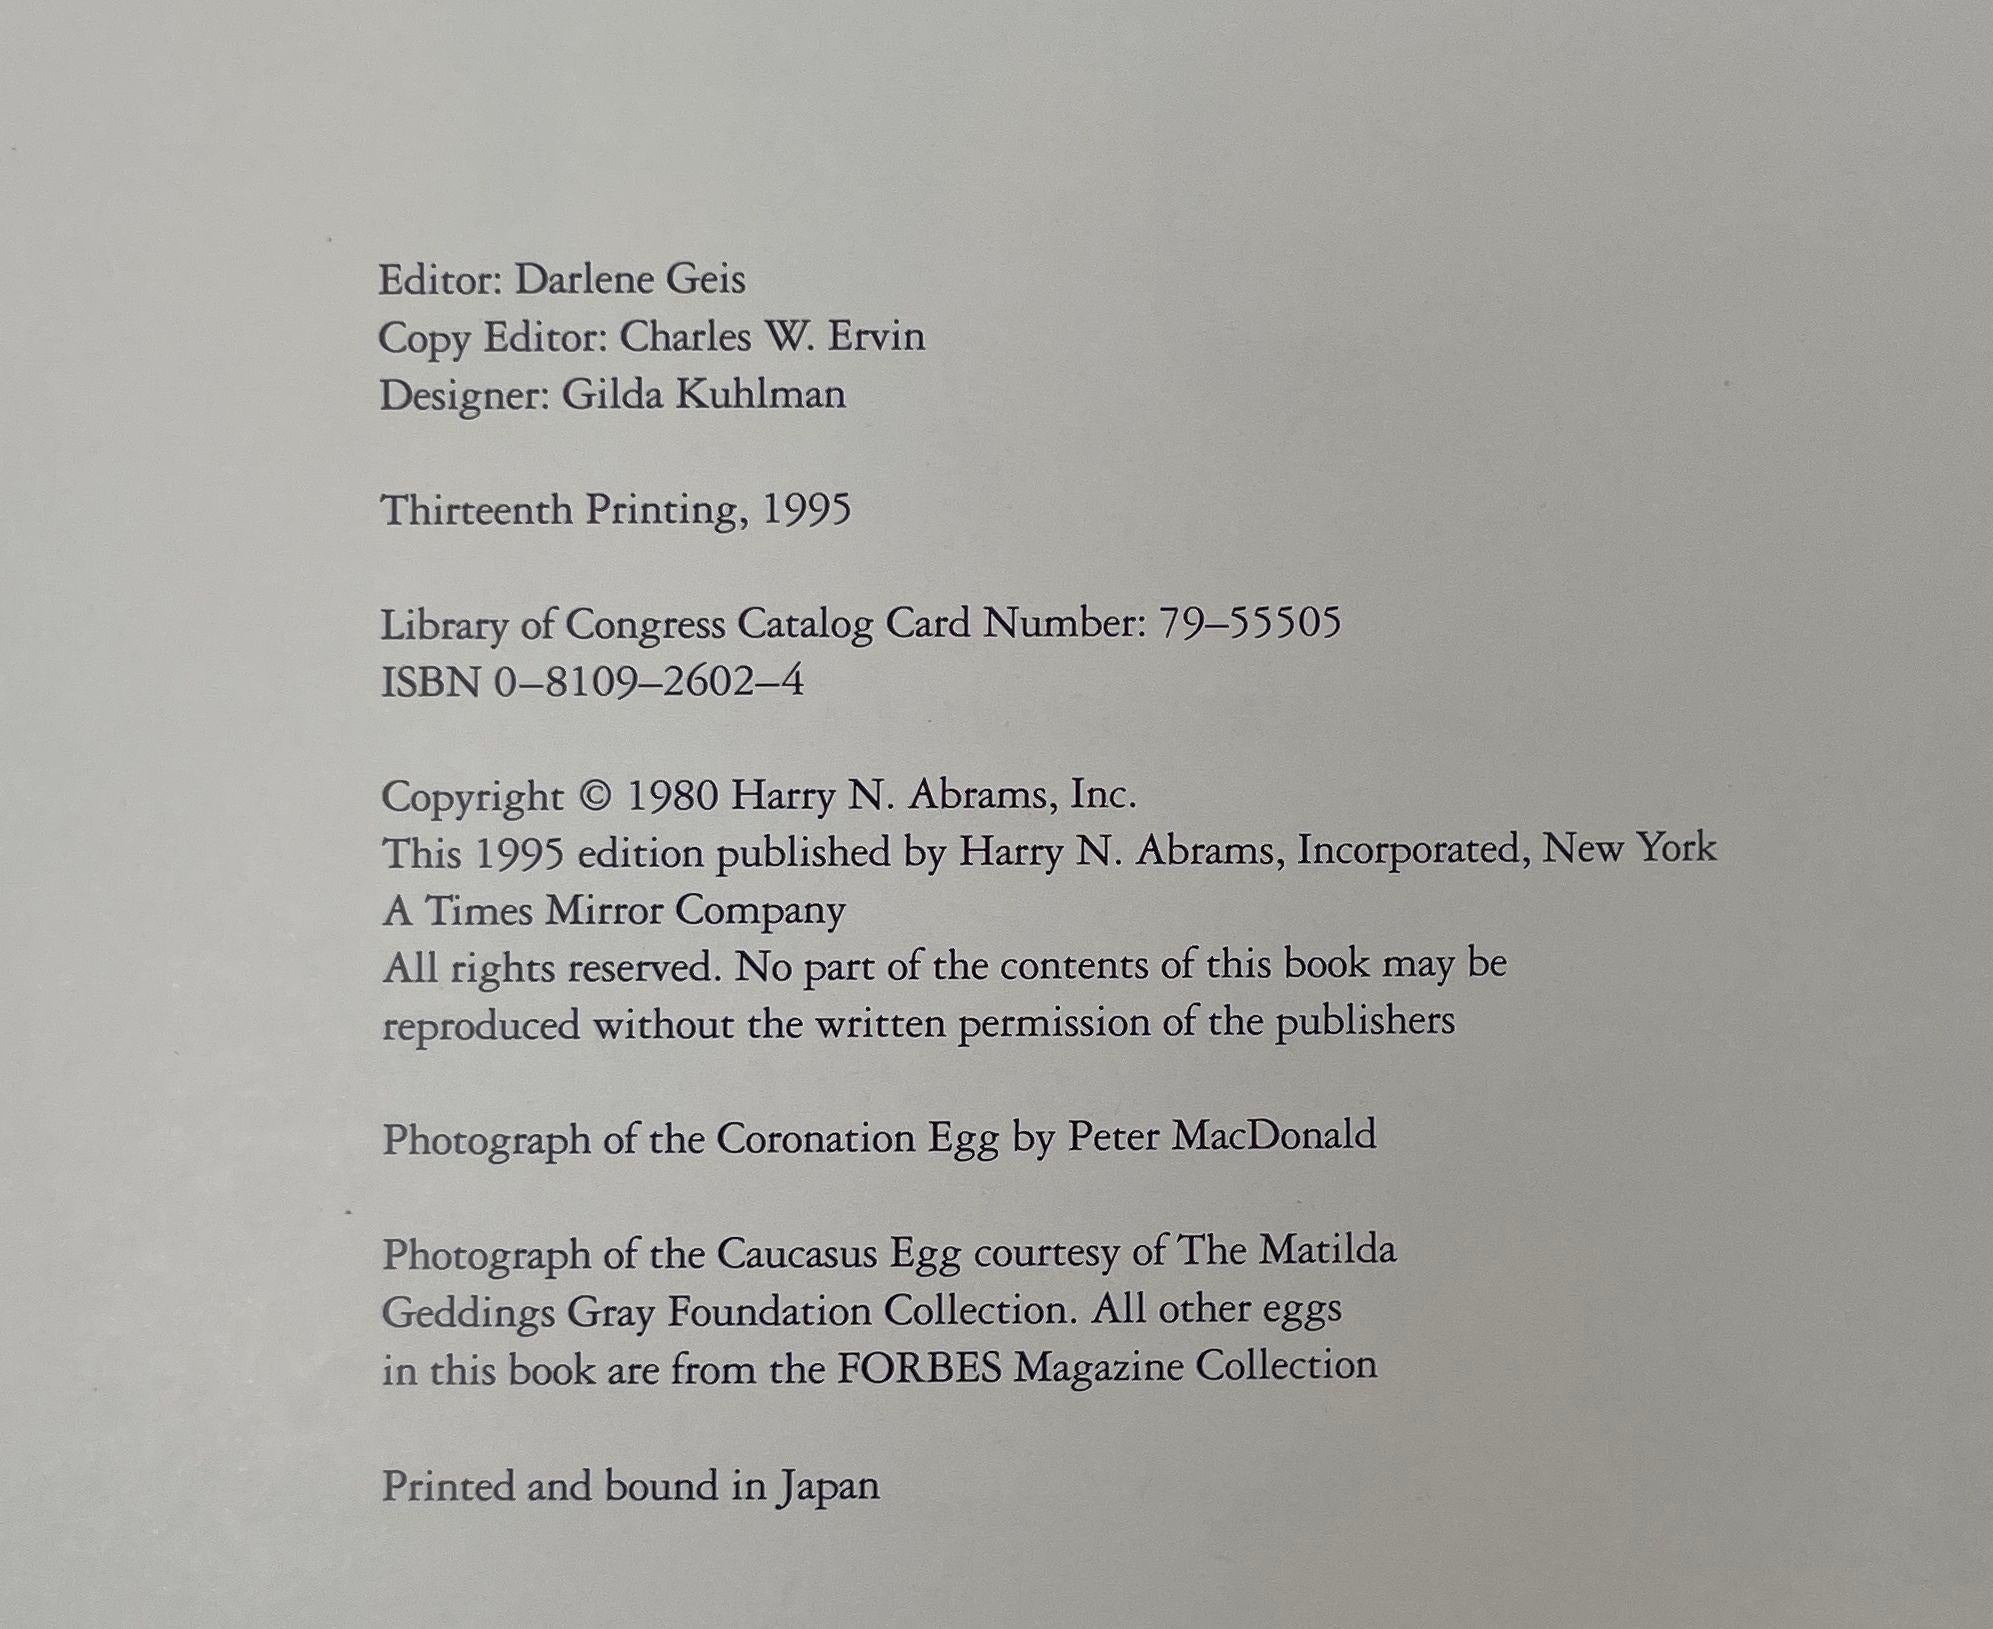 Editor: Darlene Geis
Copy Editor: Charles W. Ervin
Designer: Gilda Kuhlman
Thirteenth Printing, 1995
Library of Congress Catalog Card Number: 79–55505
ISBN 0–8109–2602–4
Copyright © 1980 Harry N. Abrams, Inc.
This 1995 edition published by Harry N. Abrams, Incorporated, New York
A Times Mirror Company
All rights reserved. No part of the contents of this book may be
reproduced without the written permission of the publishers
Photograph of the Coronation Egg by Peter MacDonald
Photograph of the Caucasus Egg courtesy of The Matilda
Geddings Gray Foundation Collection. All other eggs
in this book are from the FORBES Magazine Collection
Printed and bound in Japan